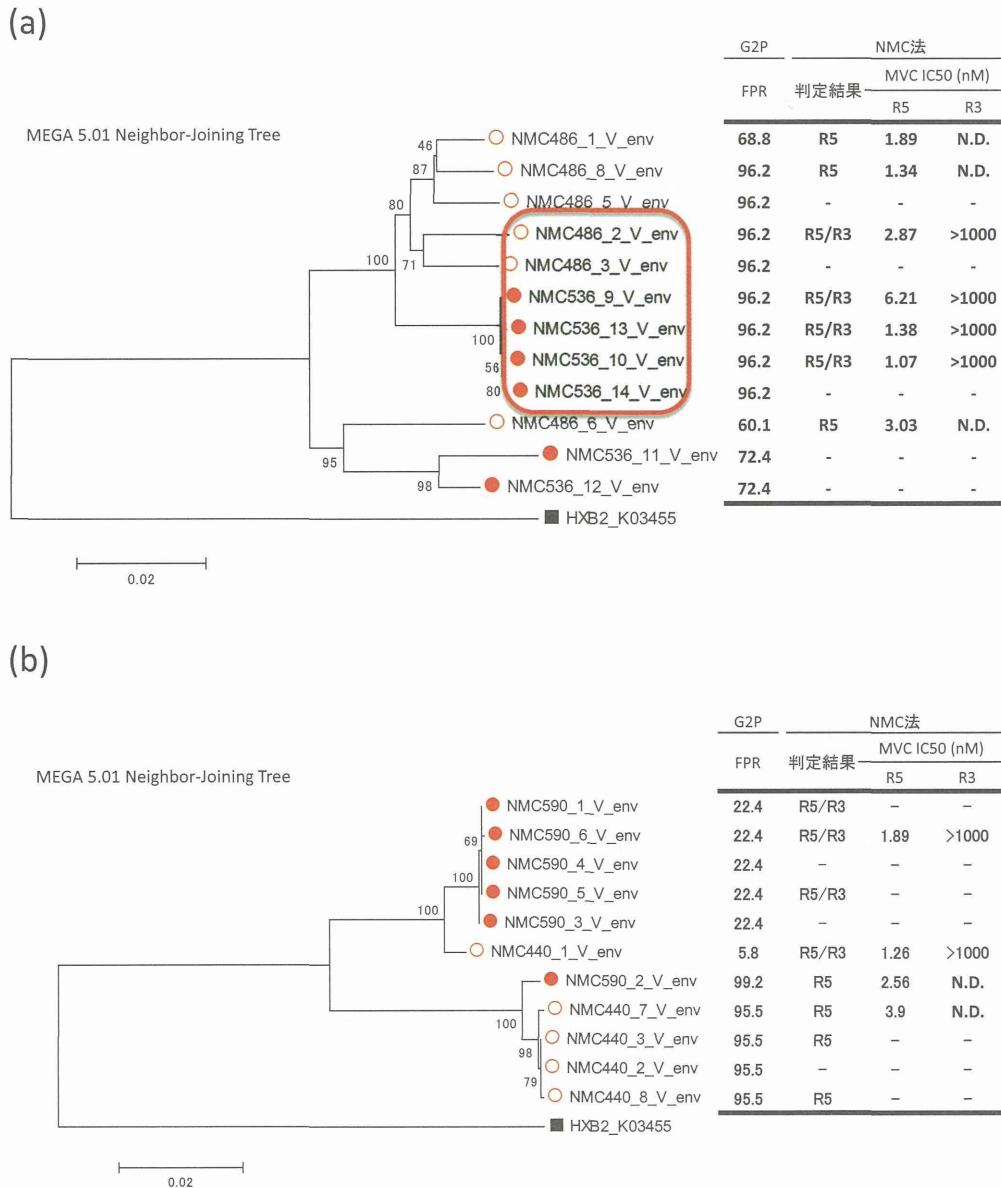 (a)
MEGA 5.01 Neighbor-Joining Tree
G2P NMC法
FPR 判定結果 MVC IC50 (nM)
R5 R3
46 NMC486_1_V_env 68.8 R5 1.89 N.D.
87 NMC486_8_V_env 96.2 R5 1.34 N.D.
80 NMC486_5_V_env 96.2 - - -
NMC486_2_V_env 96.2 R5/R3 2.87 >1000
100 71 NMC486_3_V_env 96.2 - - -
NMC536_9_V_env 96.2 R5/R3 6.21 >1000
100 NMC536_13_V_env 96.2 R5/R3 1.38 >1000
56 NMC536_10_V_env 96.2 R5/R3 1.07 >1000
80 NMC536_14_V_env 96.2 - - -
NMC486_6_V_env 60.1 R5 3.03 N.D.
95 NMC536_11_V_env 72.4 - - -
98 NMC536_12_V_env 72.4 - - -
HXB2_K03455
0.02
(b)
MEGA 5.01 Neighbor-Joining Tree
G2P NMC法
FPR 判定結果 MVC IC50 (nM)
R5 R3
NMC590_1_V_env 22.4 R5/R3 – –
69 NMC590_6_V_env 22.4 R5/R3 1.89 >1000
NMC590_4_V_env 22.4 – – –
100 NMC590_5_V_env 22.4 R5/R3 – –
100 NMC590_3_V_env 22.4 – – –
NMC440_1_V_env 5.8 R5/R3 1.26 >1000
NMC590_2_V_env 99.2 R5 2.56 N.D.
100 NMC440_7_V_env 95.5 R5 3.9 N.D.
98 NMC440_3_V_env 95.5 R5 – –
79 NMC440_2_V_env 95.5 – – –
NMC440_8_V_env 95.5 R5 – –
HXB2_K03455
0.02